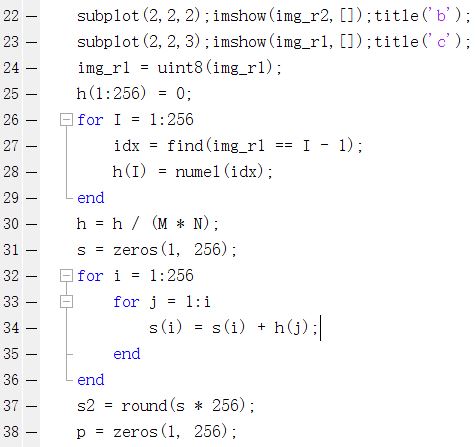 22 — subplot(2,2,2);imshow(img_r2,[]);title('b');
23 — subplot(2,2,3);imshow(img_r1,[]);title('c');
24 — img_r1 = uint8(img_r1);
25 — h(1:256) = 0;
26 — for I = 1:256
27 — idx = find(img_r1 == I - 1);
28 — h(I) = numel(idx);
29 — end
30 — h = h / (M * N);
31 — s = zeros(1, 256);
32 — for i = 1:256
33 — for j = 1:i
34 — s(i) = s(i) + h(j);
35 — end
36 — end
37 — s2 = round(s * 256);
38 — p = zeros(1, 256);